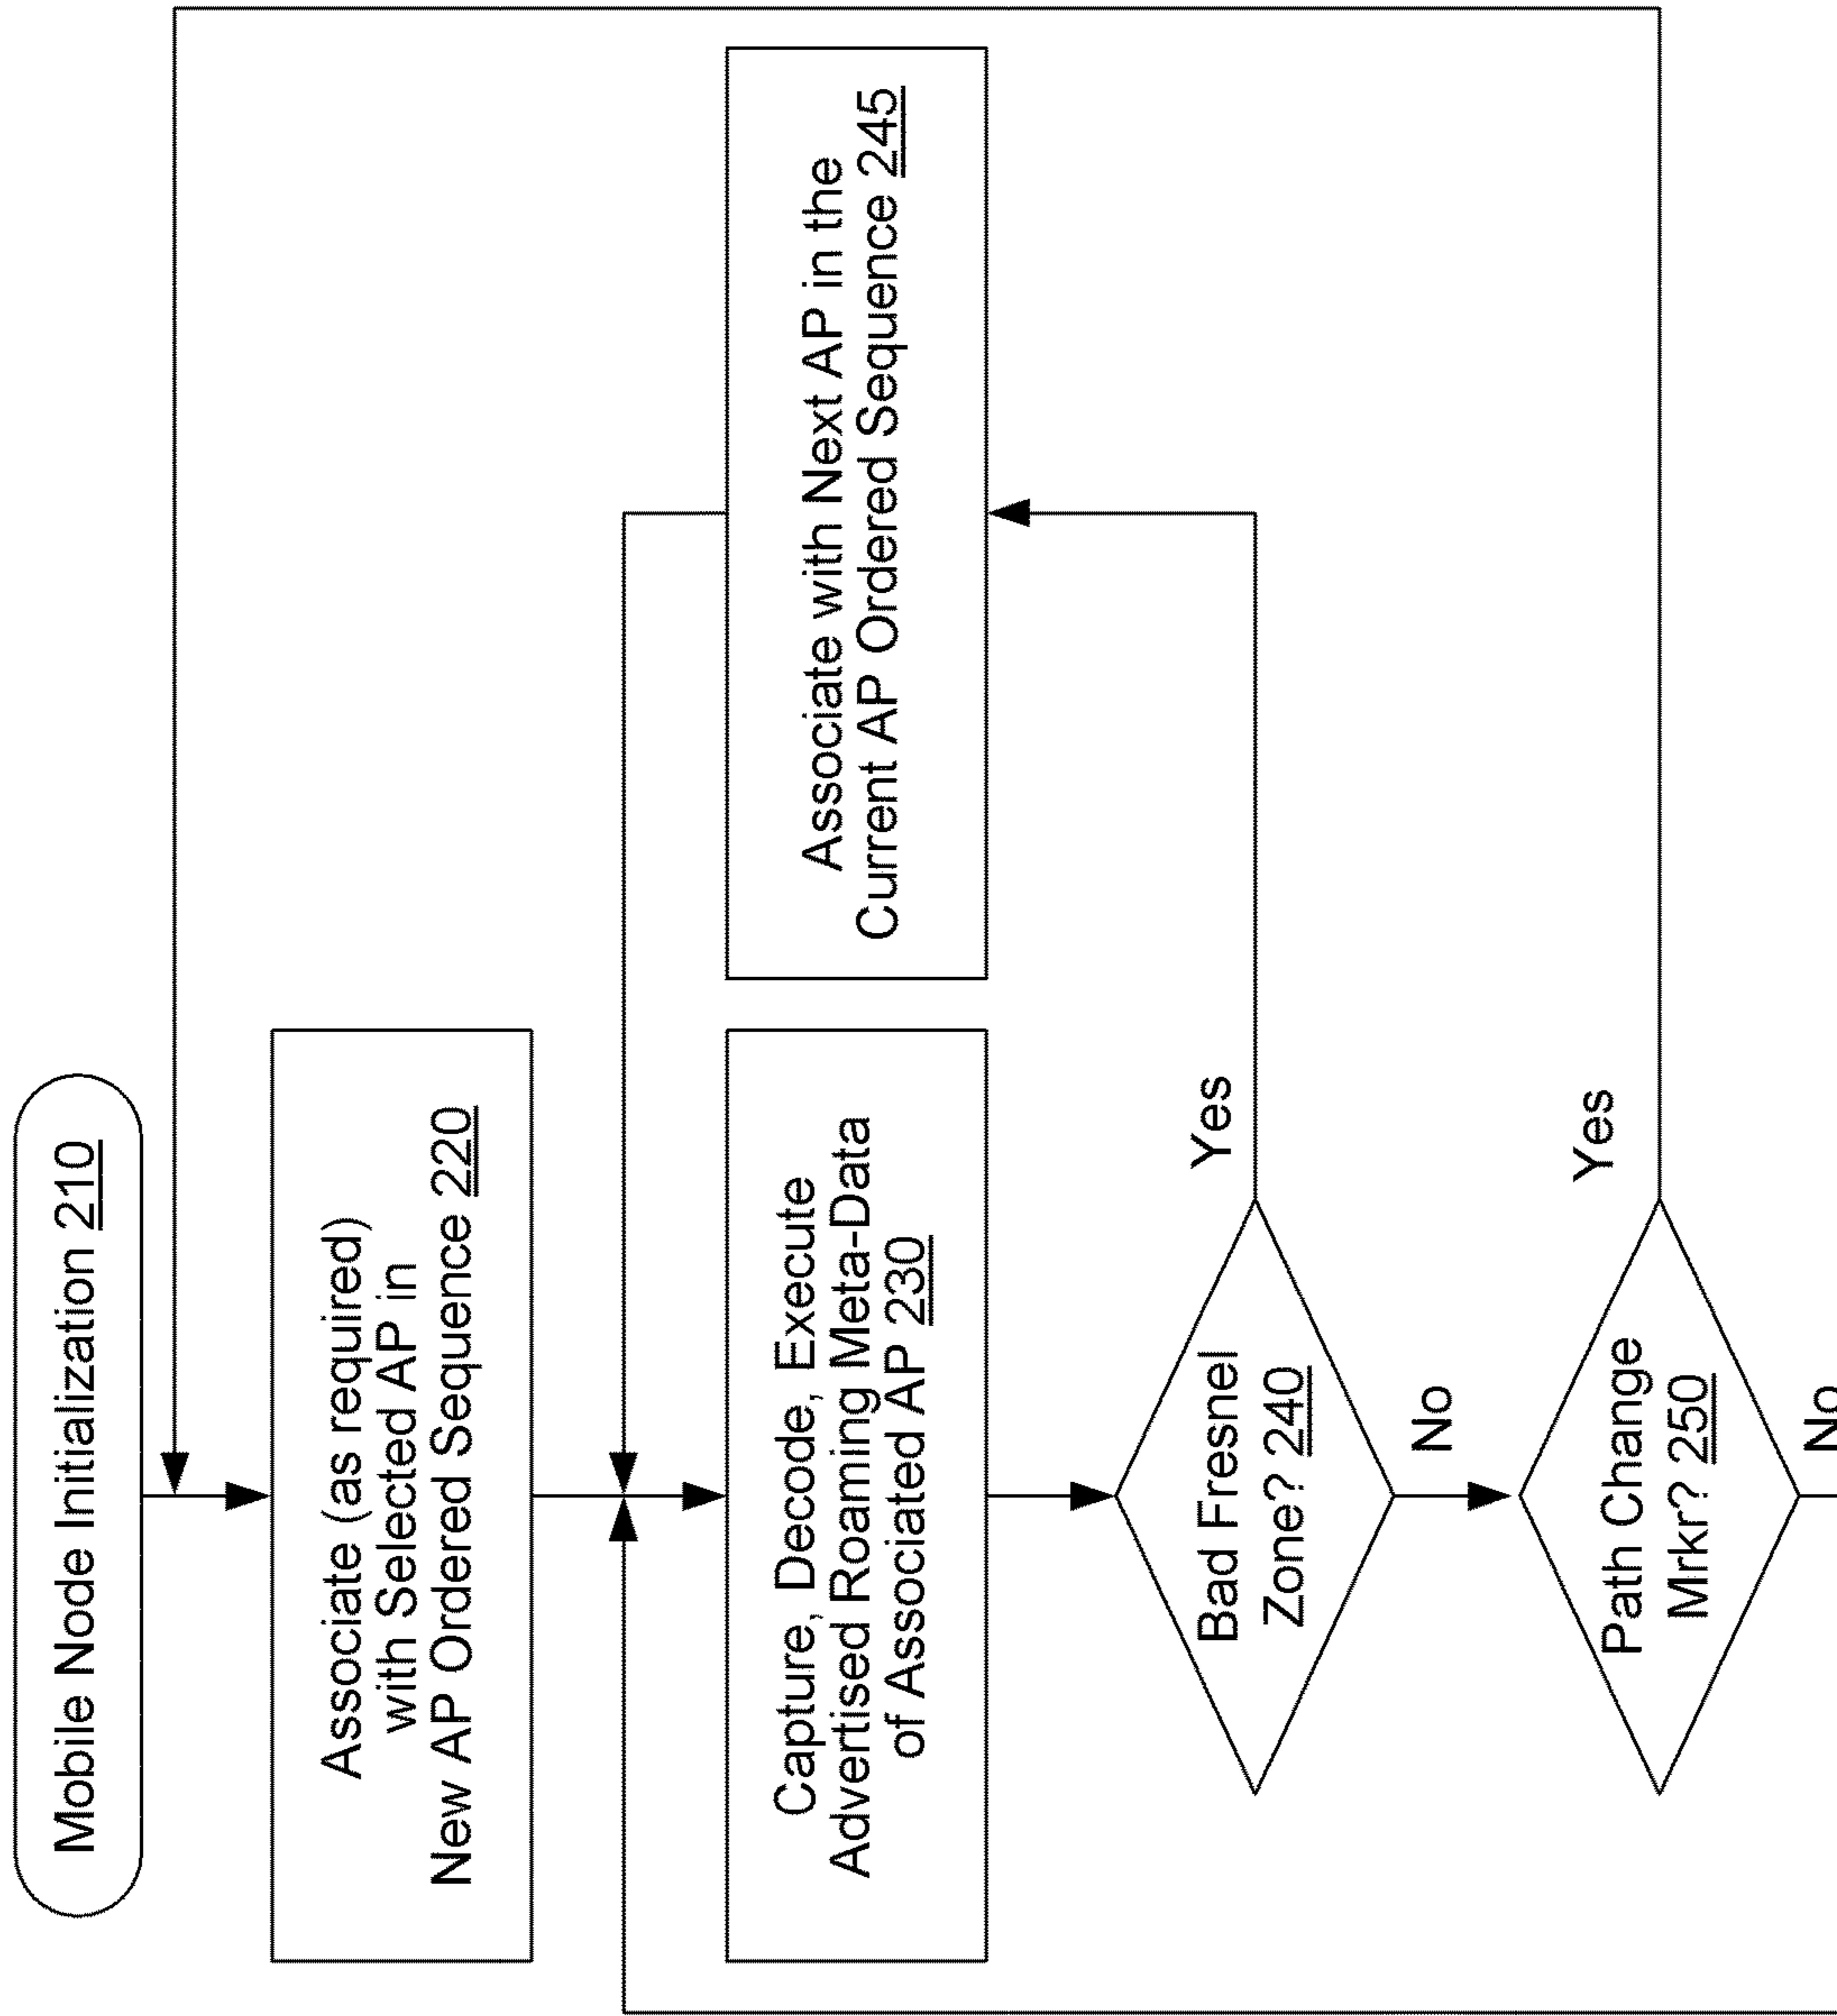 Mobile Node Initialization 210
Associate (as required)
with Selected AP in
New AP Ordered Sequence 220
Capture, Decode, Execute
Advertised Roaming Meta-Data
of Associated AP 230
Associate with Next AP in the
Current AP Ordered Sequence 245
Bad Fresnel
Zone? 240
Yes
No
Path Change
Mrkr? 250
Yes
No